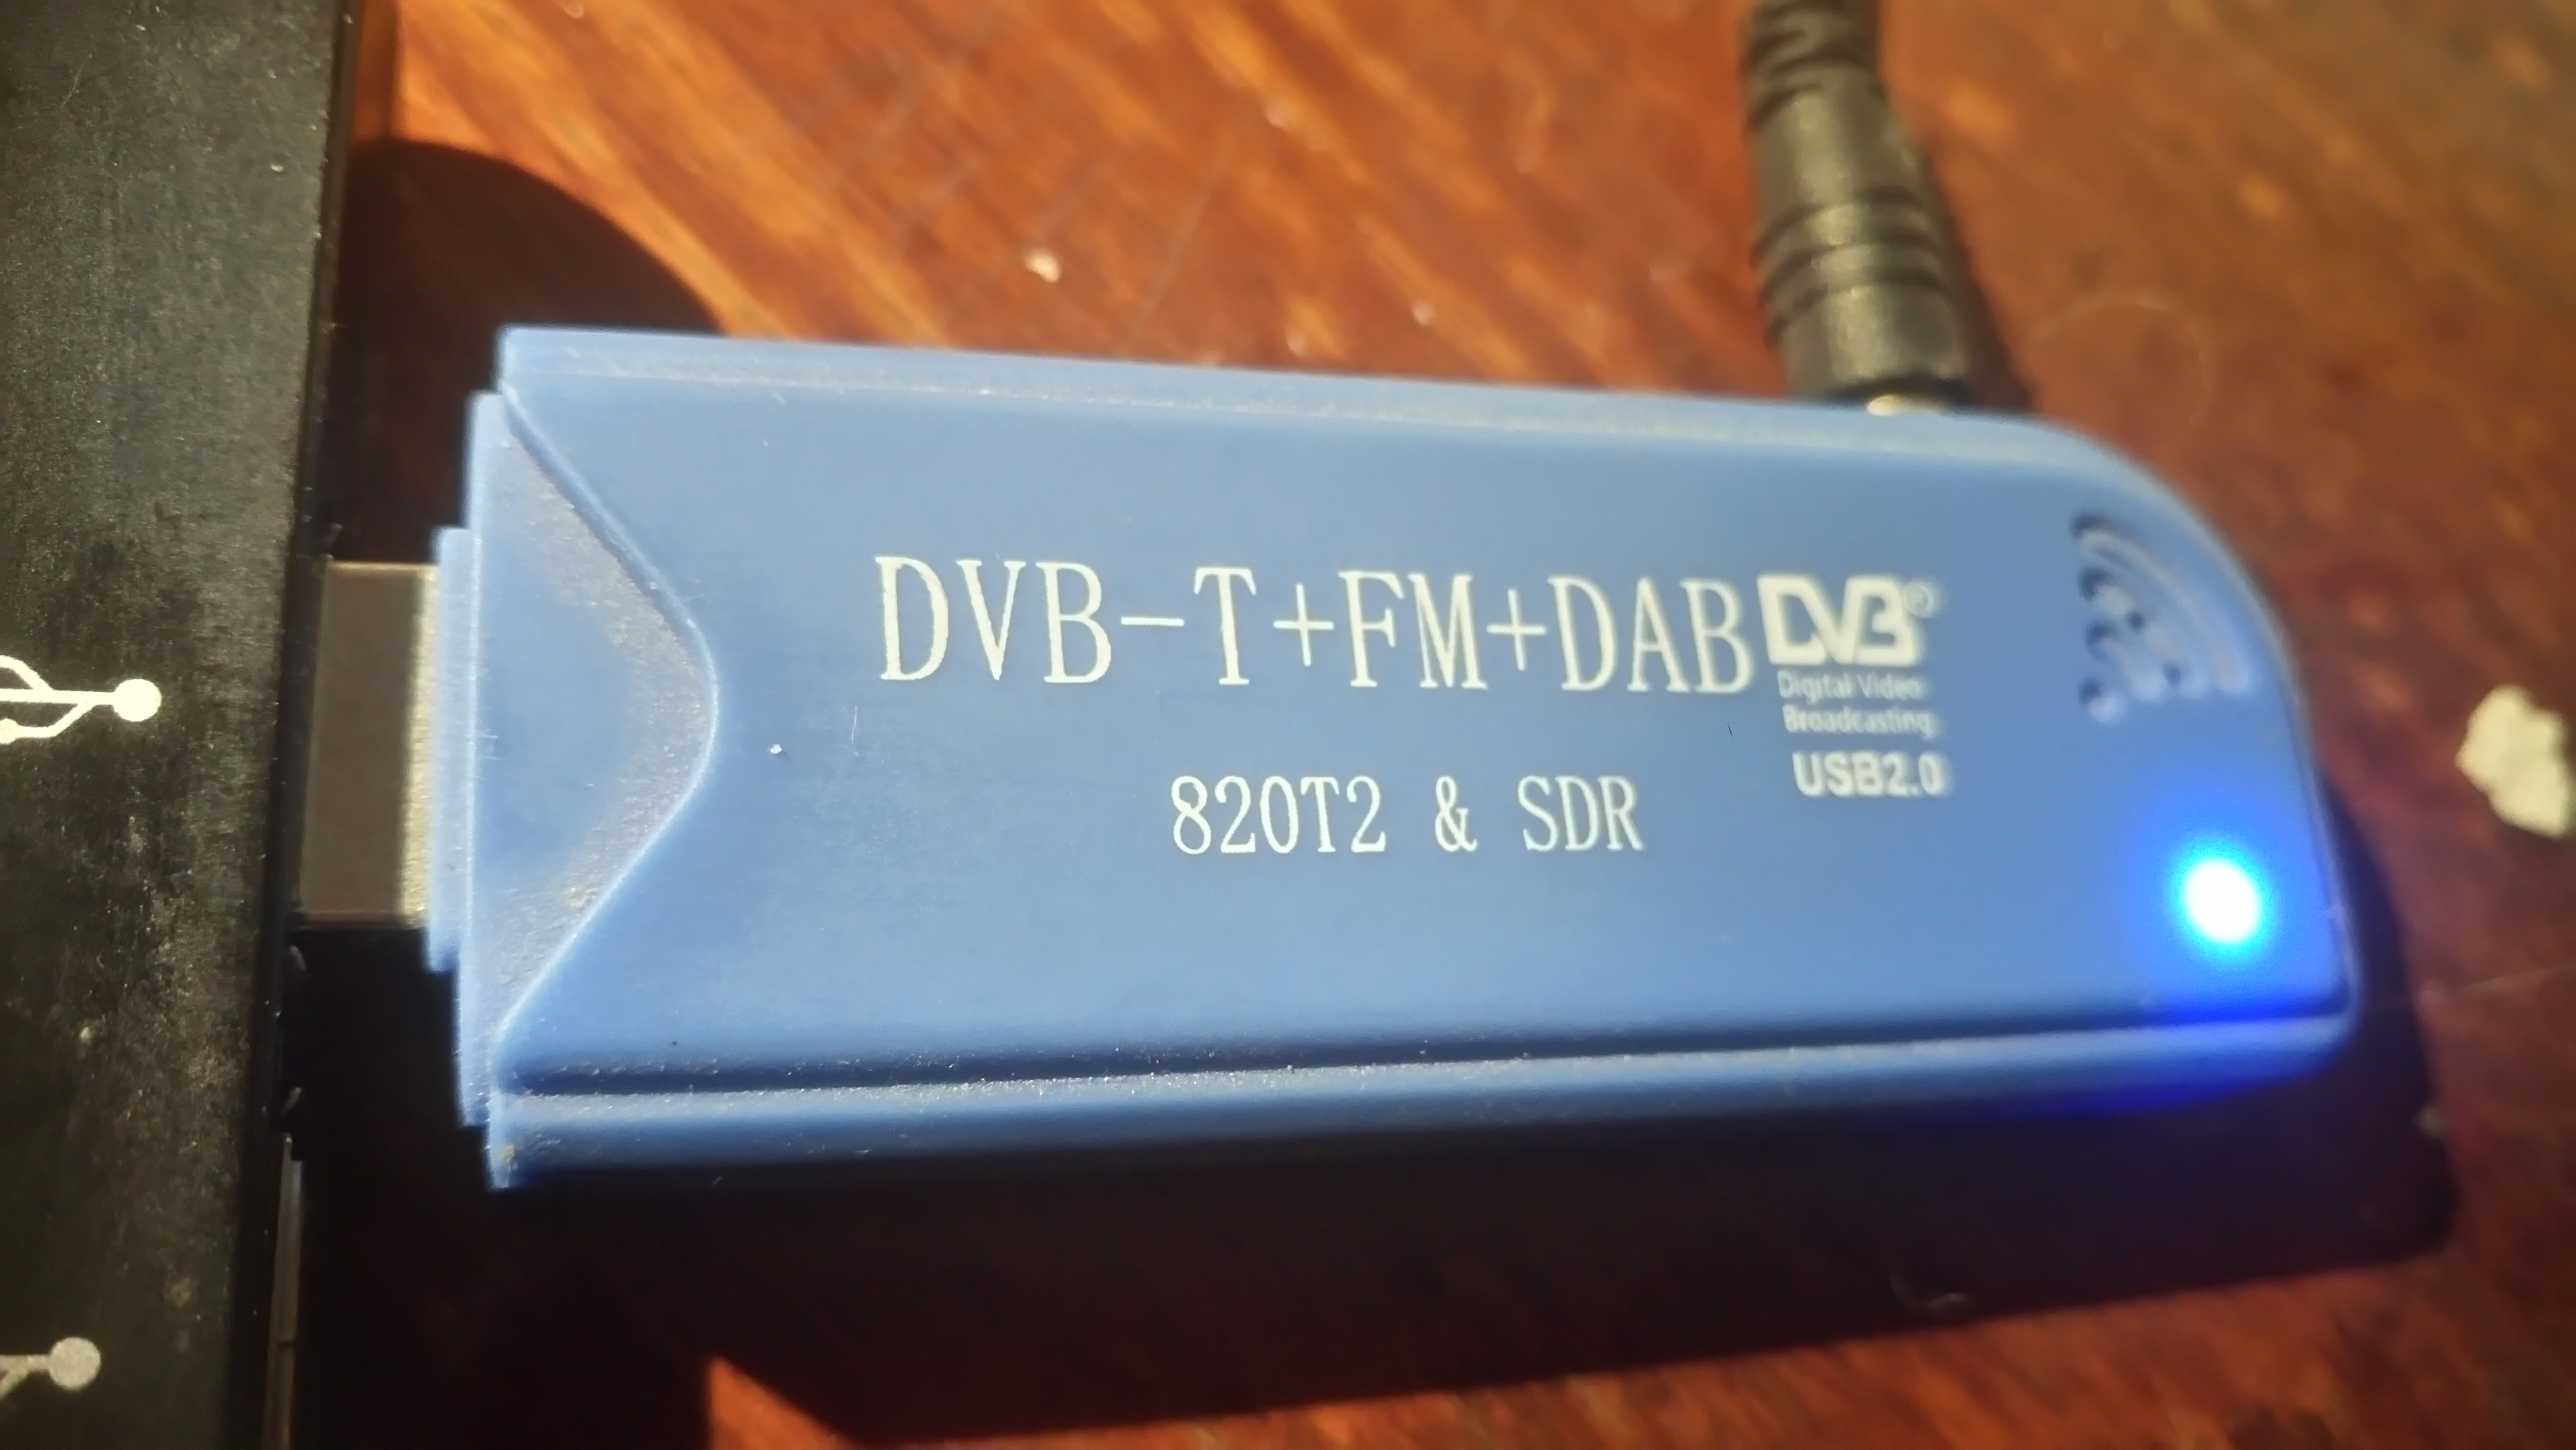 DVB-T+FM+DAB
DVB®
Digital Video
Broadcasting
USB2.0
820T2 & SDR